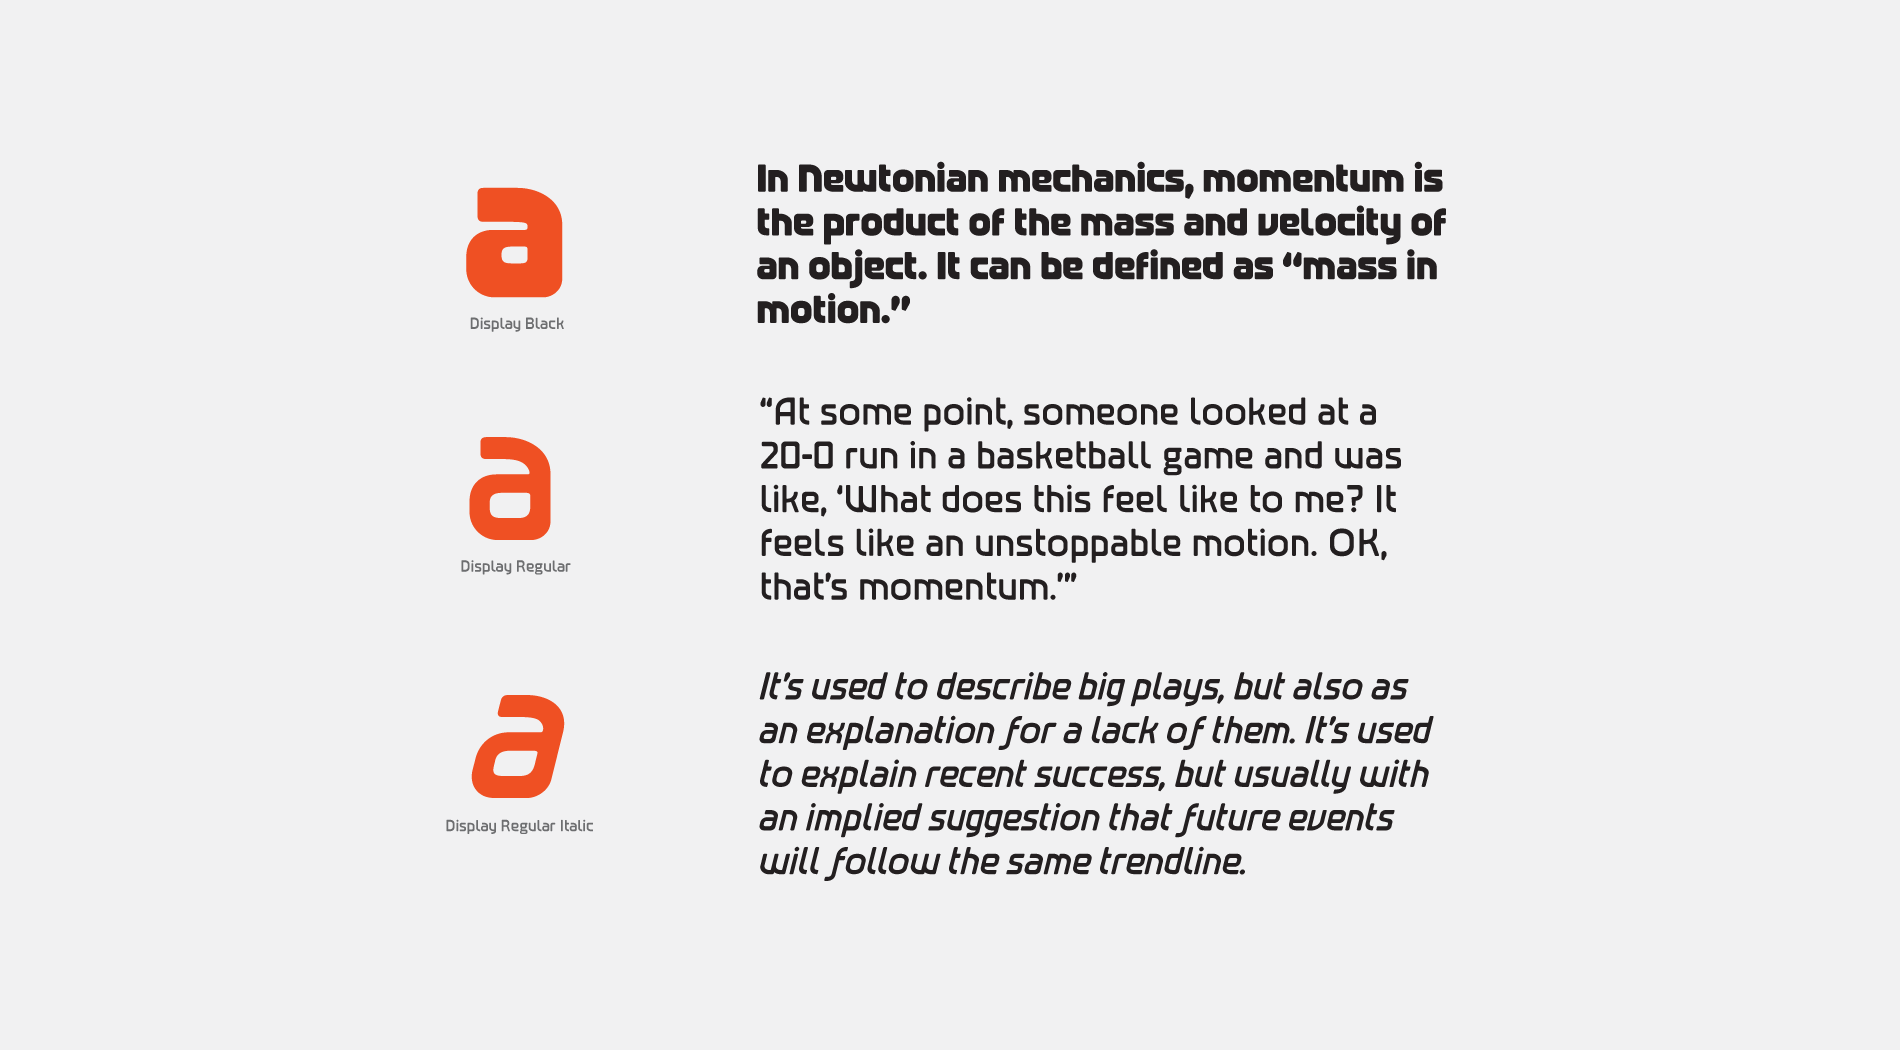 a
Display Black
In Newtonian mechanics, momentum is
the product of the mass and velocity of
an object. It can be defined as “mass in
motion.”
a
Display Regular
“At some point, someone looked at a
20-0 run in a basketball game and was
like, ‘What does this feel like to me? It
feels like an unstoppable motion. OK,
that's momentum.’”
a
Display Regular Italic
It’s used to describe big plays, but also as
an explanation for a lack of them. It’s used
to explain recent success, but usually with
an implied suggestion that future events
will follow the same trendline.